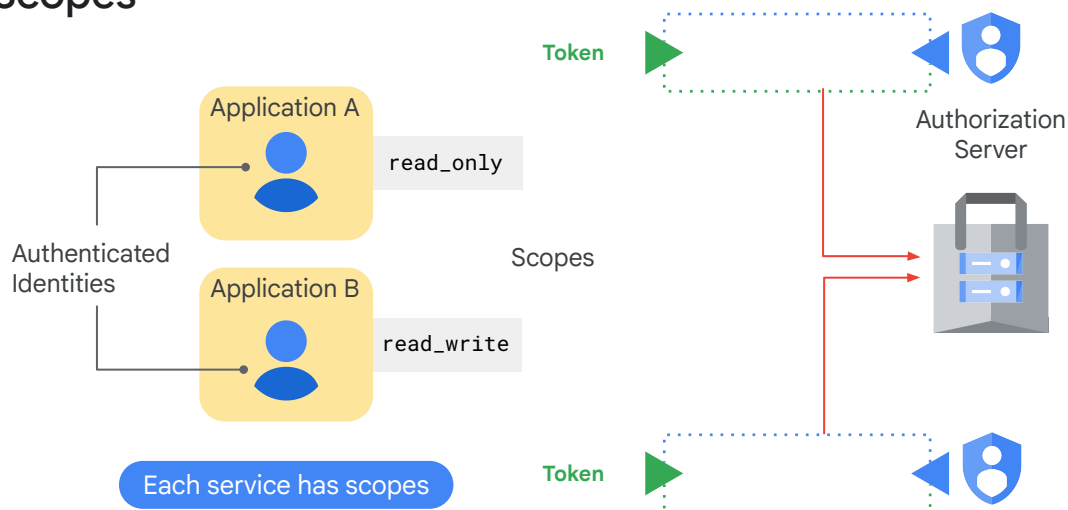 Scopes
Token
Authorization
Server
Application A
read_only
Authenticated
Identities
Scopes
Application B
read_write
Token
Each service has scopes